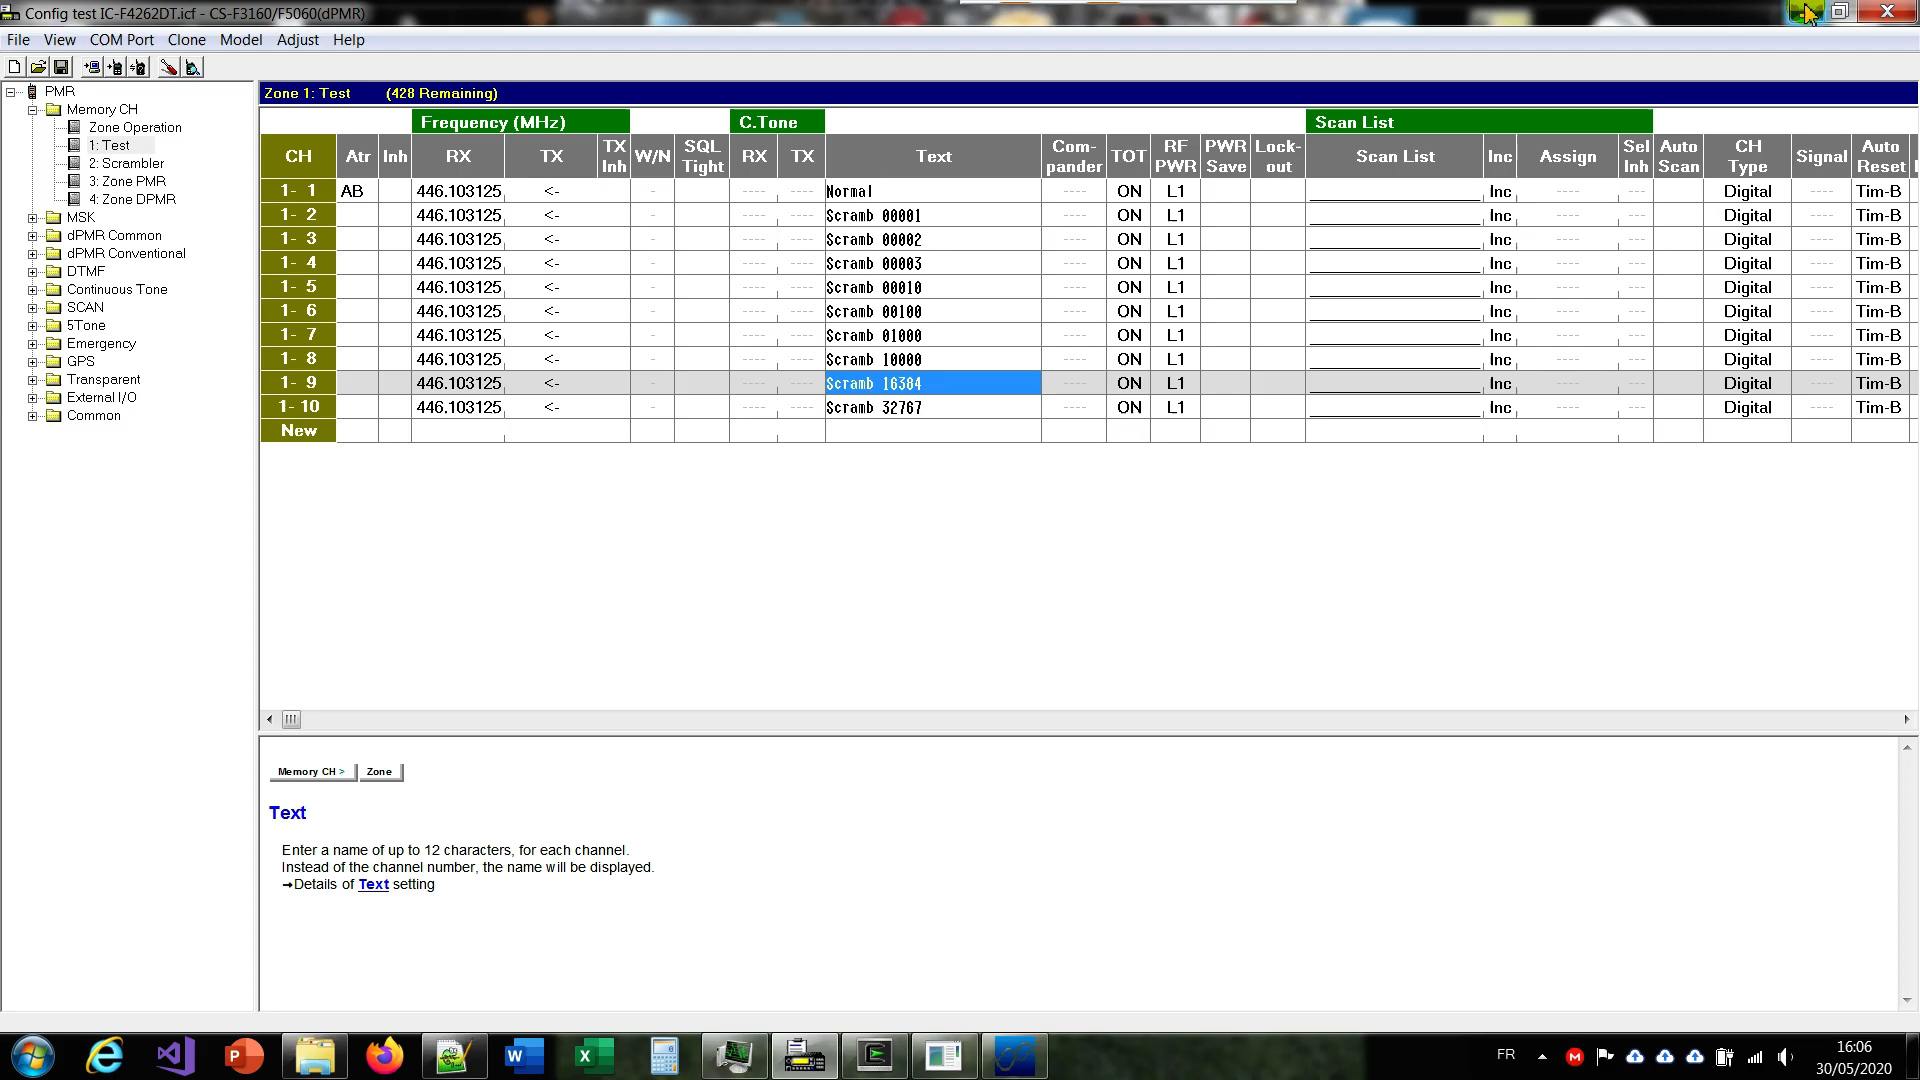 Config test IC-F4262DT.icf - CS-F3160/F5060(dPMR)
File View COM Port Clone Model Adjust Help
PMR
Memory CH
Zone Operation
1: Test
2: Scrambler
3: Zone PMR
4: Zone DPMR
MSK
dPMR Common
dPMR Conventional
DTMF
Continuous Tone
SCAN
5Tone
Emergency
GPS
Transparent
External I/O
Common
Zone 1: Test (428 Remaining)
Frequency (MHz) C.Tone Scan List
CH Atr Inh RX TX TX Inh W/N SQL Tight RX TX Text Com-pander TOT RF PWR PWR Save Lock-out Scan List Inc Assign Sel Inh Auto Scan CH Type Signal Auto Reset
1- 1 AB 446.103125 <- - ---- ---- Normal ---- ON L1 Inc ---- --- Digital ---- Tim-B
1- 2 446.103125 <- - ---- ---- Scramb 00001 ---- ON L1 Inc ---- --- Digital ---- Tim-B
1- 3 446.103125 <- - ---- ---- Scramb 00002 ---- ON L1 Inc ---- --- Digital ---- Tim-B
1- 4 446.103125 <- - ---- ---- Scramb 00003 ---- ON L1 Inc ---- --- Digital ---- Tim-B
1- 5 446.103125 <- - ---- ---- Scramb 00010 ---- ON L1 Inc ---- --- Digital ---- Tim-B
1- 6 446.103125 <- - ---- ---- Scramb 00100 ---- ON L1 Inc ---- --- Digital ---- Tim-B
1- 7 446.103125 <- - ---- ---- Scramb 01000 ---- ON L1 Inc ---- --- Digital ---- Tim-B
1- 8 446.103125 <- - ---- ---- Scramb 10000 ---- ON L1 Inc ---- --- Digital ---- Tim-B
1- 9 446.103125 <- - ---- ---- Scramb 16384 ---- ON L1 Inc ---- --- Digital ---- Tim-B
1- 10 446.103125 <- - ---- ---- Scramb 32767 ---- ON L1 Inc ---- --- Digital ---- Tim-B
New
Memory CH > Zone
Text
Enter a name of up to 12 characters, for each channel.
Instead of the channel number, the name will be displayed.
→Details of Text setting
FR
16:06
30/05/2020